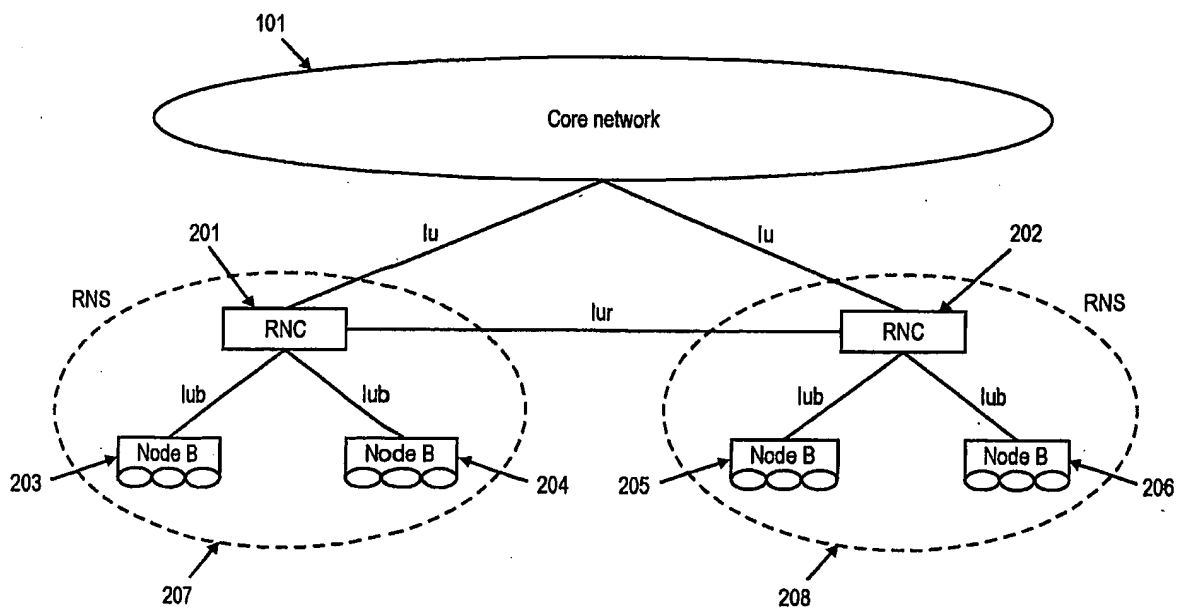 101
Core network
201
Iu
Iu
202
RNS
RNS
RNC
Iur
RNC
Iub
Iub
Iub
Iub
Node B
Node B
Node B
Node B
203
204
205
206
207
208